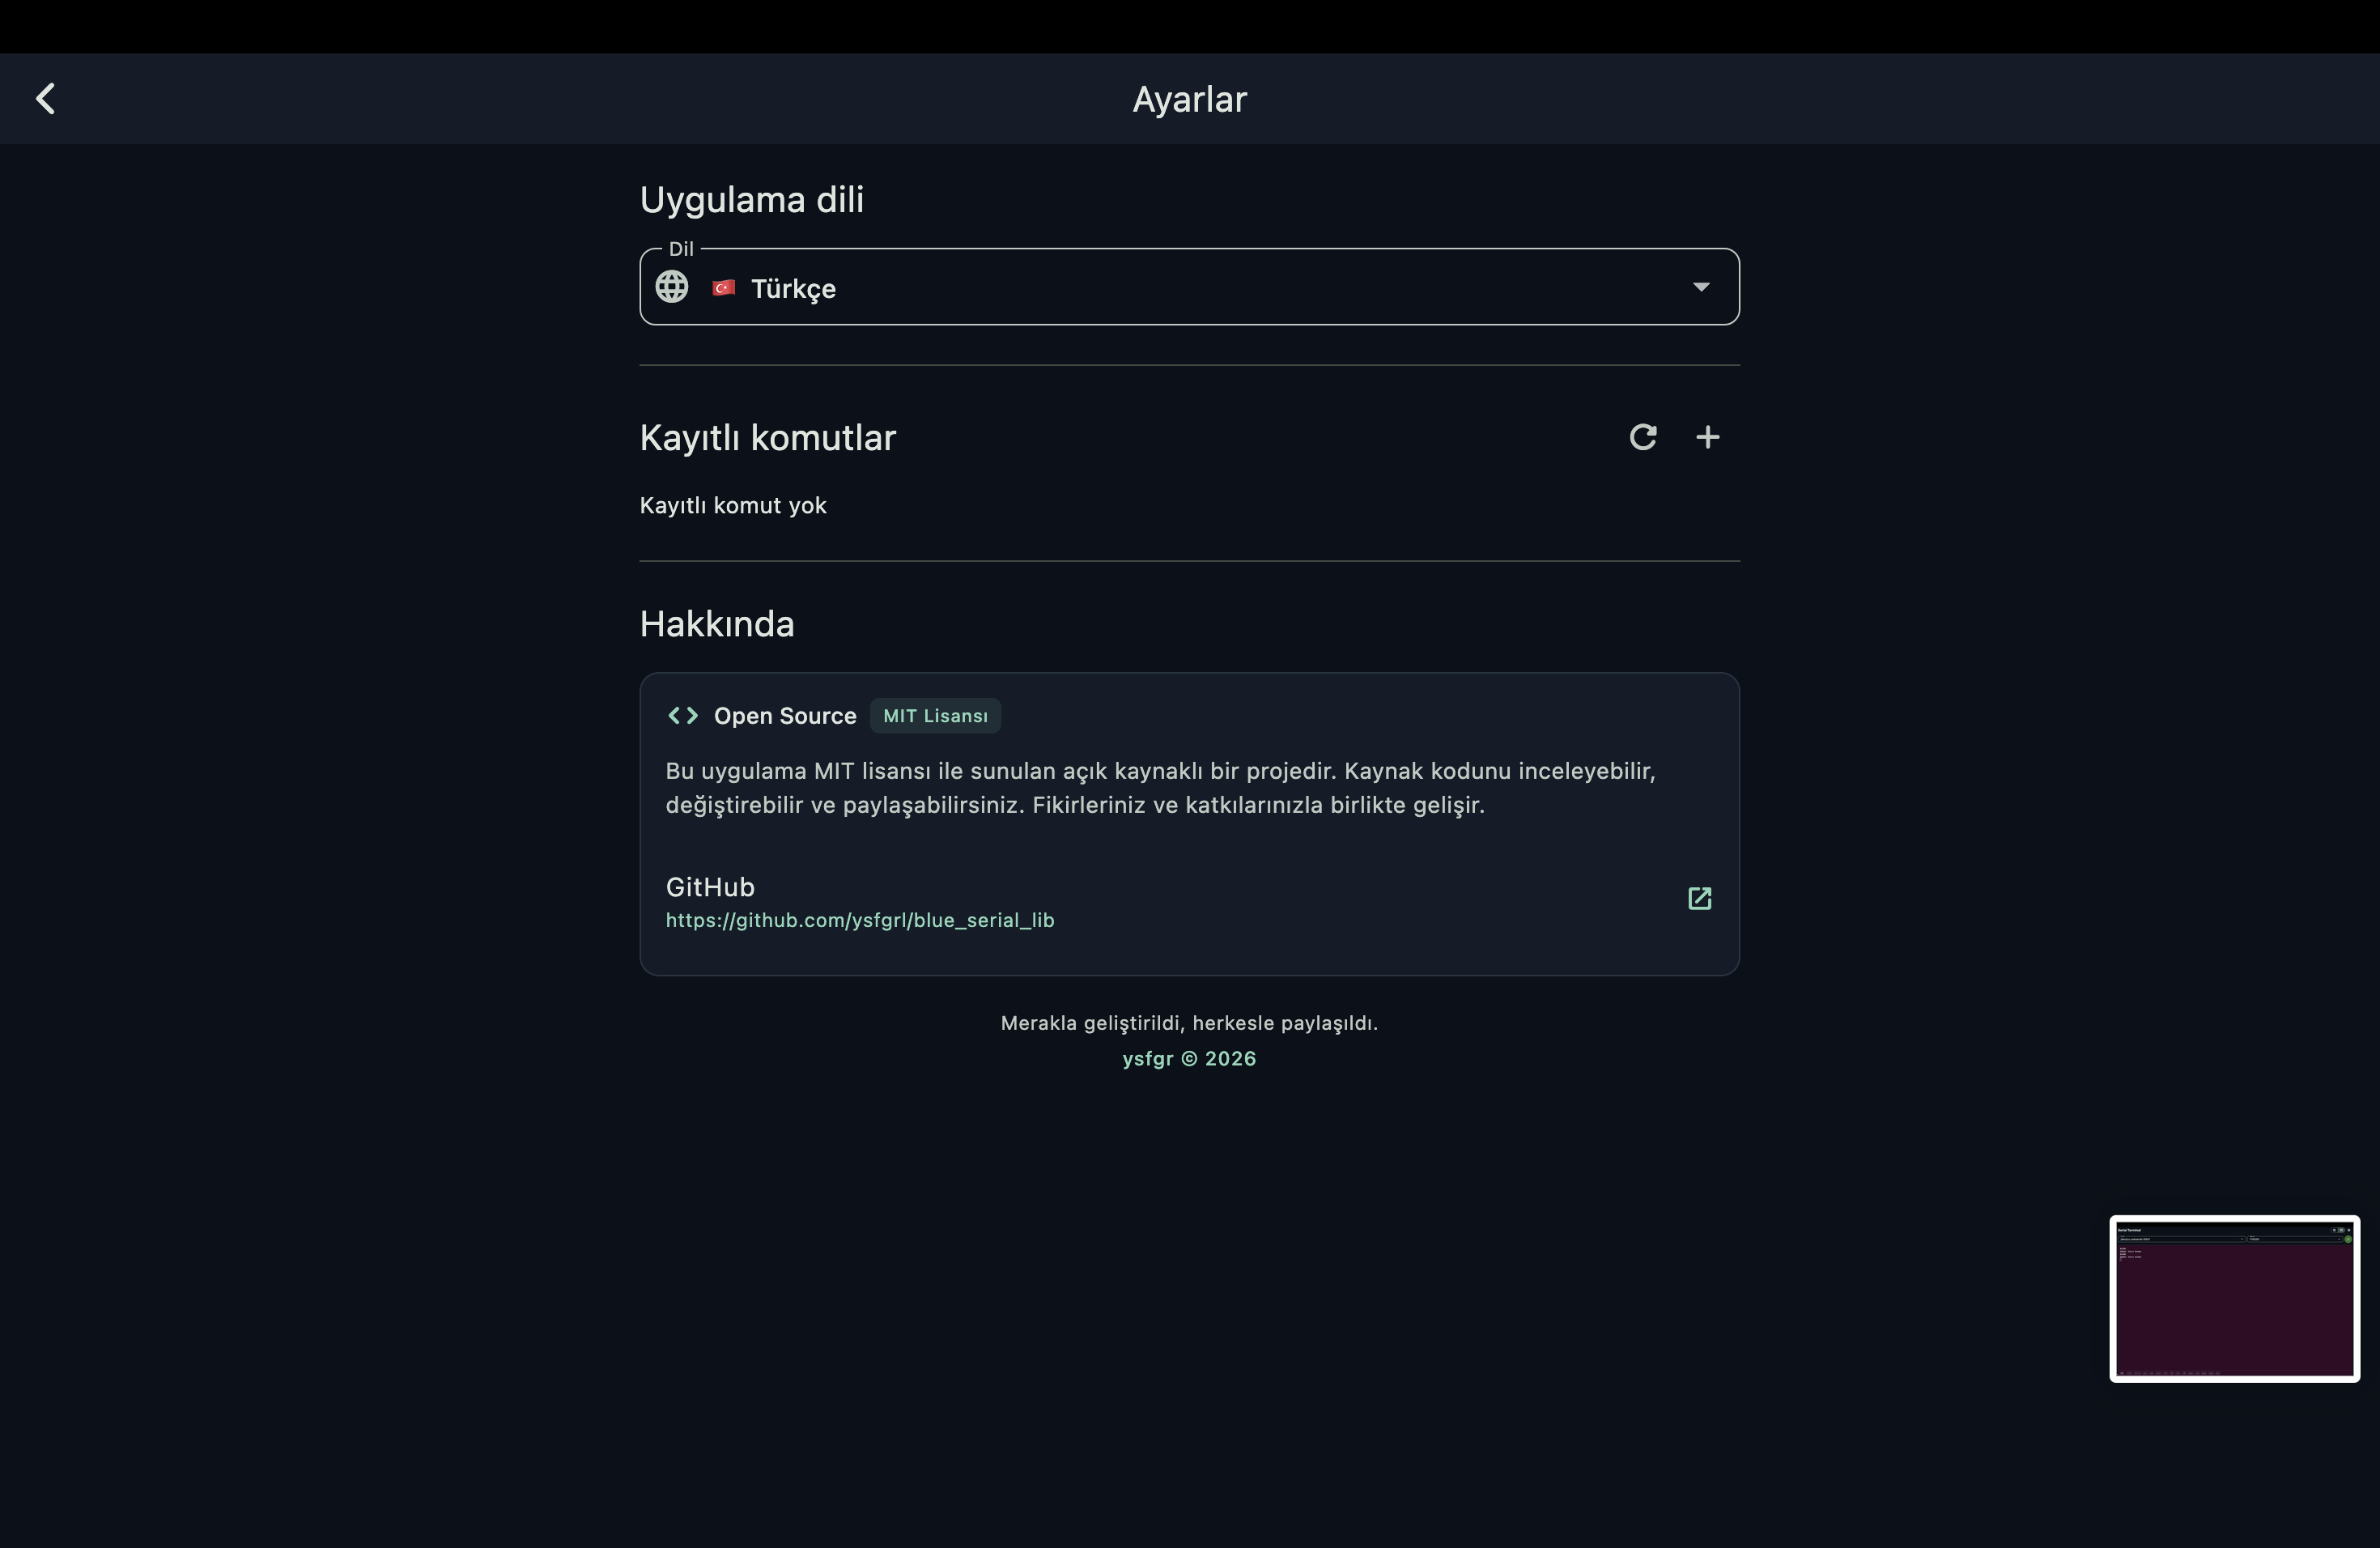 Ayarlar
Uygulama dili
Dil
Türkçe
Kayıtlı komutlar
Kayıtlı komut yok
Hakkında
Open Source MIT Lisansı
Bu uygulama MIT lisansı ile sunulan açık kaynaklı bir projedir. Kaynak kodunu inceleyebilir,
değiştirebilir ve paylaşabilirsiniz. Fikirleriniz ve katkılarınızla birlikte gelişir.
GitHub
https://github.com/ysfgrl/blue_serial_lib
Merakla geliştirildi, herkesle paylaşıldı.
ysfgr © 2026
Serial Terminal